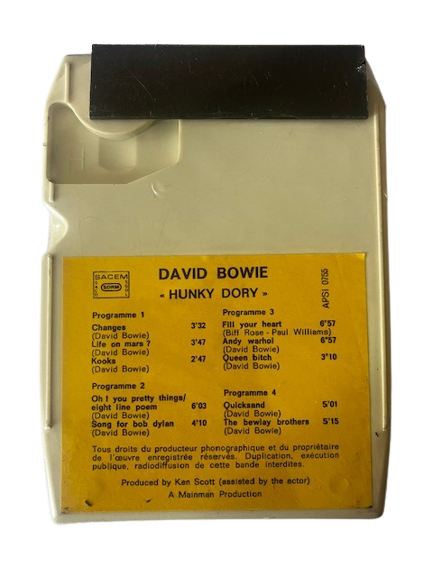 SACEM
SDRM
DAVID BOWIE
« HUNKY DORY »
APSI 0755
Programme 1
Changes 3'32
(David Bowie)
Life on mars ? 3'47
(David Bowie)
Kooks 2'47
(David Bowie)
Programme 2
Oh ! you pretty things/
eight line poem 6'03
(David Bowie)
Song for bob dylan 4'10
(David Bowie)
Programme 3
Fill your heart 6"57
(Biff Rose - Paul Williams)
Andy warhol 6"57
(David Bowie)
Queen bitch 3"10
(David Bowie)
Programme 4
Quicksand 5'01
(David Bowie)
The bewlay brothers 5'15
(David Bowie)
Tous droits du producteur phonographique et du propriétaire
de l'œuvre enregistrée réservés. Duplication, exécution
publique, radiodiffusion de cette bande interdites.
Produced by Ken Scott (assisted by the actor)
A Mainman Production